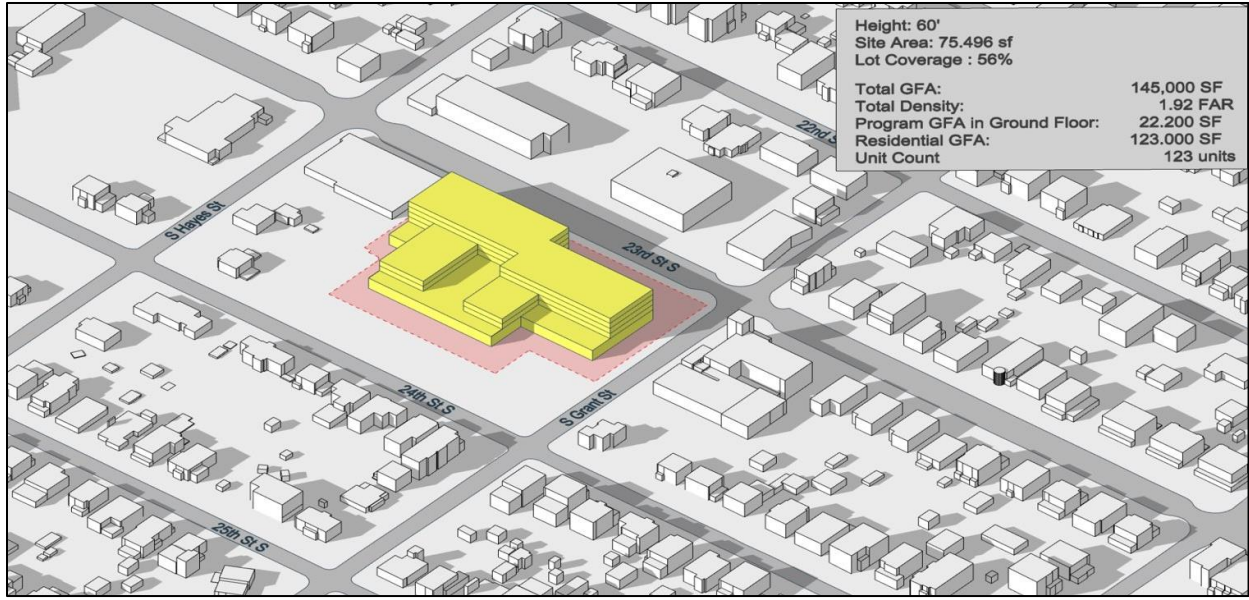 Height: 60'
Site Area: 75.496 sf
Lot Coverage : 56%
Total GFA: 145,000 SF
Total Density: 1.92 FAR
Program GFA in Ground Floor: 22.200 SF
Residential GFA: 123.000 SF
Unit Count 123 units
22nd S
S Hayes St
23rd St S
24th St S
S Grant St
25th St S